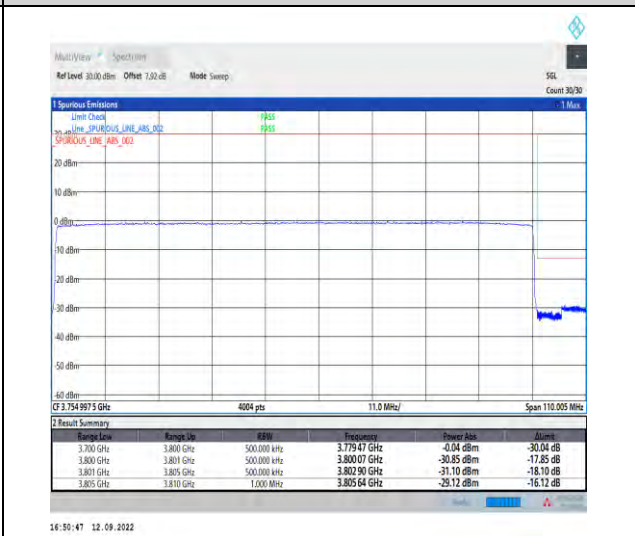 MultiView Spectrum
Ref Level 30.00 dBm Offset 7.92 dB Mode Sweep SGL
Count 30/30
1 Spurious Emissions 1 Max
Limit Check PASS
Line _SPURIOUS_LINE_ABS_002 PASS
_SPURIOUS_LINE_ABS_002
20 dBm
10 dBm
0 dBm
-10 dBm
-20 dBm
-30 dBm
-40 dBm
-50 dBm
-60 dBm
CF 3.754 997 5 GHz 4004 pts 11.0 MHz/ Span 110.005 MHz
2 Result Summary
Range Low Range Up RBW Frequency Power Abs ΔLimit
3.700 GHz 3.800 GHz 500.000 kHz 3.779 47 GHz -0.04 dBm -30.04 dB
3.800 GHz 3.801 GHz 500.000 kHz 3.800 07 GHz -30.85 dBm -17.85 dB
3.801 GHz 3.805 GHz 500.000 kHz 3.802 90 GHz -31.10 dBm -18.10 dB
3.805 GHz 3.810 GHz 1.000 MHz 3.805 64 GHz -29.12 dBm -16.12 dB
16:50:47 12.09.2022